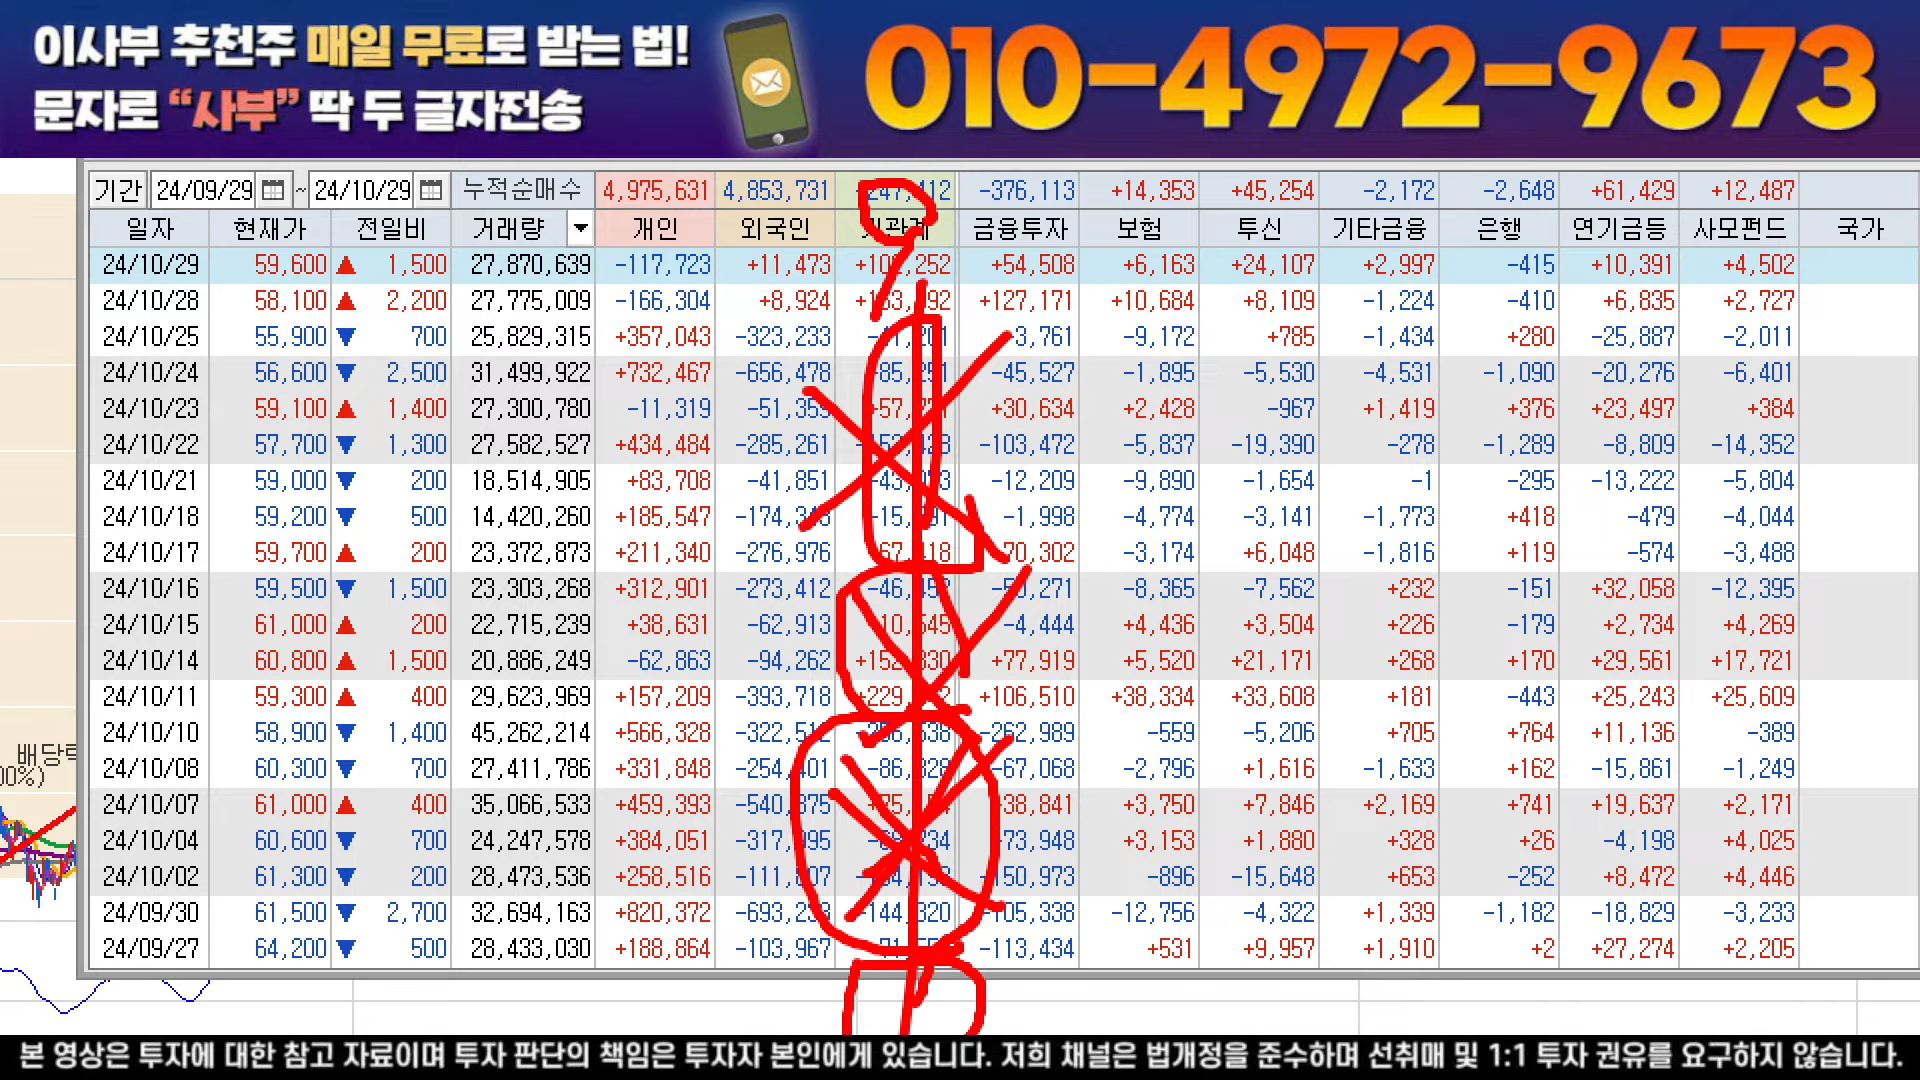 이사부 추천주 매일 무료로 받는 법!
문자로 “사부” 딱 두 글자전송
010-4972-9673
기간 24/09/29 ~ 24/10/29 누적순매수 4,975,631 4,853,731 -376,113 +14,353 +45,254 -2,172 -2,648 +61,429 +12,487
일자 현재가 전일비 거래량 개인 외국인 기관계 금융투자 보험 투신 기타금융 은행 연기금등 사모펀드 국가
24/10/29 59,600 ▲ 1,500 27,870,639 -117,723 +11,473 +54,508 +6,163 +24,107 +2,997 -415 +10,391 +4,502
24/10/28 58,100 ▲ 2,200 27,775,009 -166,304 +8,924 +127,171 +10,684 +8,109 -1,224 -410 +6,835 +2,727
24/10/25 55,900 ▼ 700 25,829,315 +357,043 -323,233 -9,172 +785 -1,434 +280 -25,887 -2,011
24/10/24 56,600 ▼ 2,500 31,499,922 +732,467 -656,478 -45,527 -1,895 -5,530 -4,531 -1,090 -20,276 -6,401
24/10/23 59,100 ▲ 1,400 27,300,780 -11,319 +30,634 +2,428 -967 +1,419 +376 +23,497 +384
24/10/22 57,700 ▼ 1,300 27,582,527 +434,484 -285,261 -103,472 -5,837 -19,390 -278 -1,289 -8,809 -14,352
24/10/21 59,000 ▼ 200 18,514,905 +83,708 -41,851 -12,209 -9,890 -1,654 -1 -295 -13,222 -5,804
24/10/18 59,200 ▼ 500 14,420,260 +185,547 -1,998 -4,774 -3,141 -1,773 +418 -479 -4,044
24/10/17 59,700 ▲ 200 23,372,873 +211,340 -276,976 -3,174 +6,048 -1,816 +119 -574 -3,488
24/10/16 59,500 ▼ 1,500 23,303,268 +312,901 -273,412 -8,365 -7,562 +232 -151 +32,058 -12,395
24/10/15 61,000 ▲ 200 22,715,239 +38,631 -62,913 -4,444 +4,436 +3,504 +226 -179 +2,734 +4,269
24/10/14 60,800 ▲ 1,500 20,886,249 -62,863 -94,262 +77,919 +5,520 +21,171 +268 +170 +29,561 +17,721
24/10/11 59,300 ▲ 400 29,623,969 +157,209 -393,718 +106,510 +38,334 +33,608 +181 -443 +25,243 +25,609
24/10/10 58,900 ▼ 1,400 45,262,214 +566,328 -262,989 -559 -5,206 +705 +764 +11,136 -389
24/10/08 60,300 ▼ 700 27,411,786 +331,848 -67,068 -2,796 +1,616 -1,633 +162 -15,861 -1,249
24/10/07 61,000 ▲ 400 35,066,533 +459,393 +3,750 +7,846 +2,169 +741 +19,637 +2,171
24/10/04 60,600 ▼ 700 24,247,578 +384,051 -73,948 +3,153 +1,880 +328 +26 -4,198 +4,025
24/10/02 61,300 ▼ 200 28,473,536 +258,516 -896 -15,648 +653 -252 +8,472 +4,446
24/09/30 61,500 ▼ 2,700 32,694,163 +820,372 -12,756 -4,322 +1,339 -1,182 -18,829 -3,233
24/09/27 64,200 ▼ 500 28,433,030 +188,864 -103,967 -113,434 +531 +9,957 +1,910 +2 +27,274 +2,205
본 영상은 투자에 대한 참고 자료이며 투자 판단의 책임은 투자자 본인에게 있습니다. 저희 채널은 법개정을 준수하며 선취매 및 1:1 투자 권유를 요구하지 않습니다.